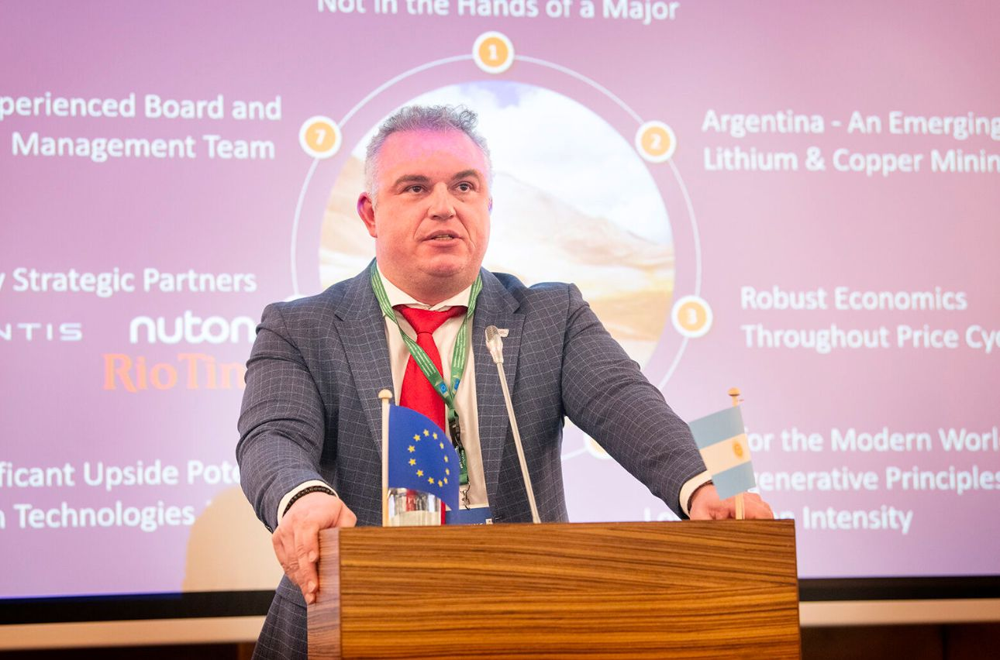 Not in the Hands of a Major
1
perienced Board and
Management Team
7
2
Argentina - An Emerging
Lithium & Copper Minin
y Strategic Partners
NTIS
nuton
RioTin
3
Robust Economics
Throughout Price Cyc
ficant Upside Pote
n Technologies
or the Modern Worl
enerative Principles
on Intensity